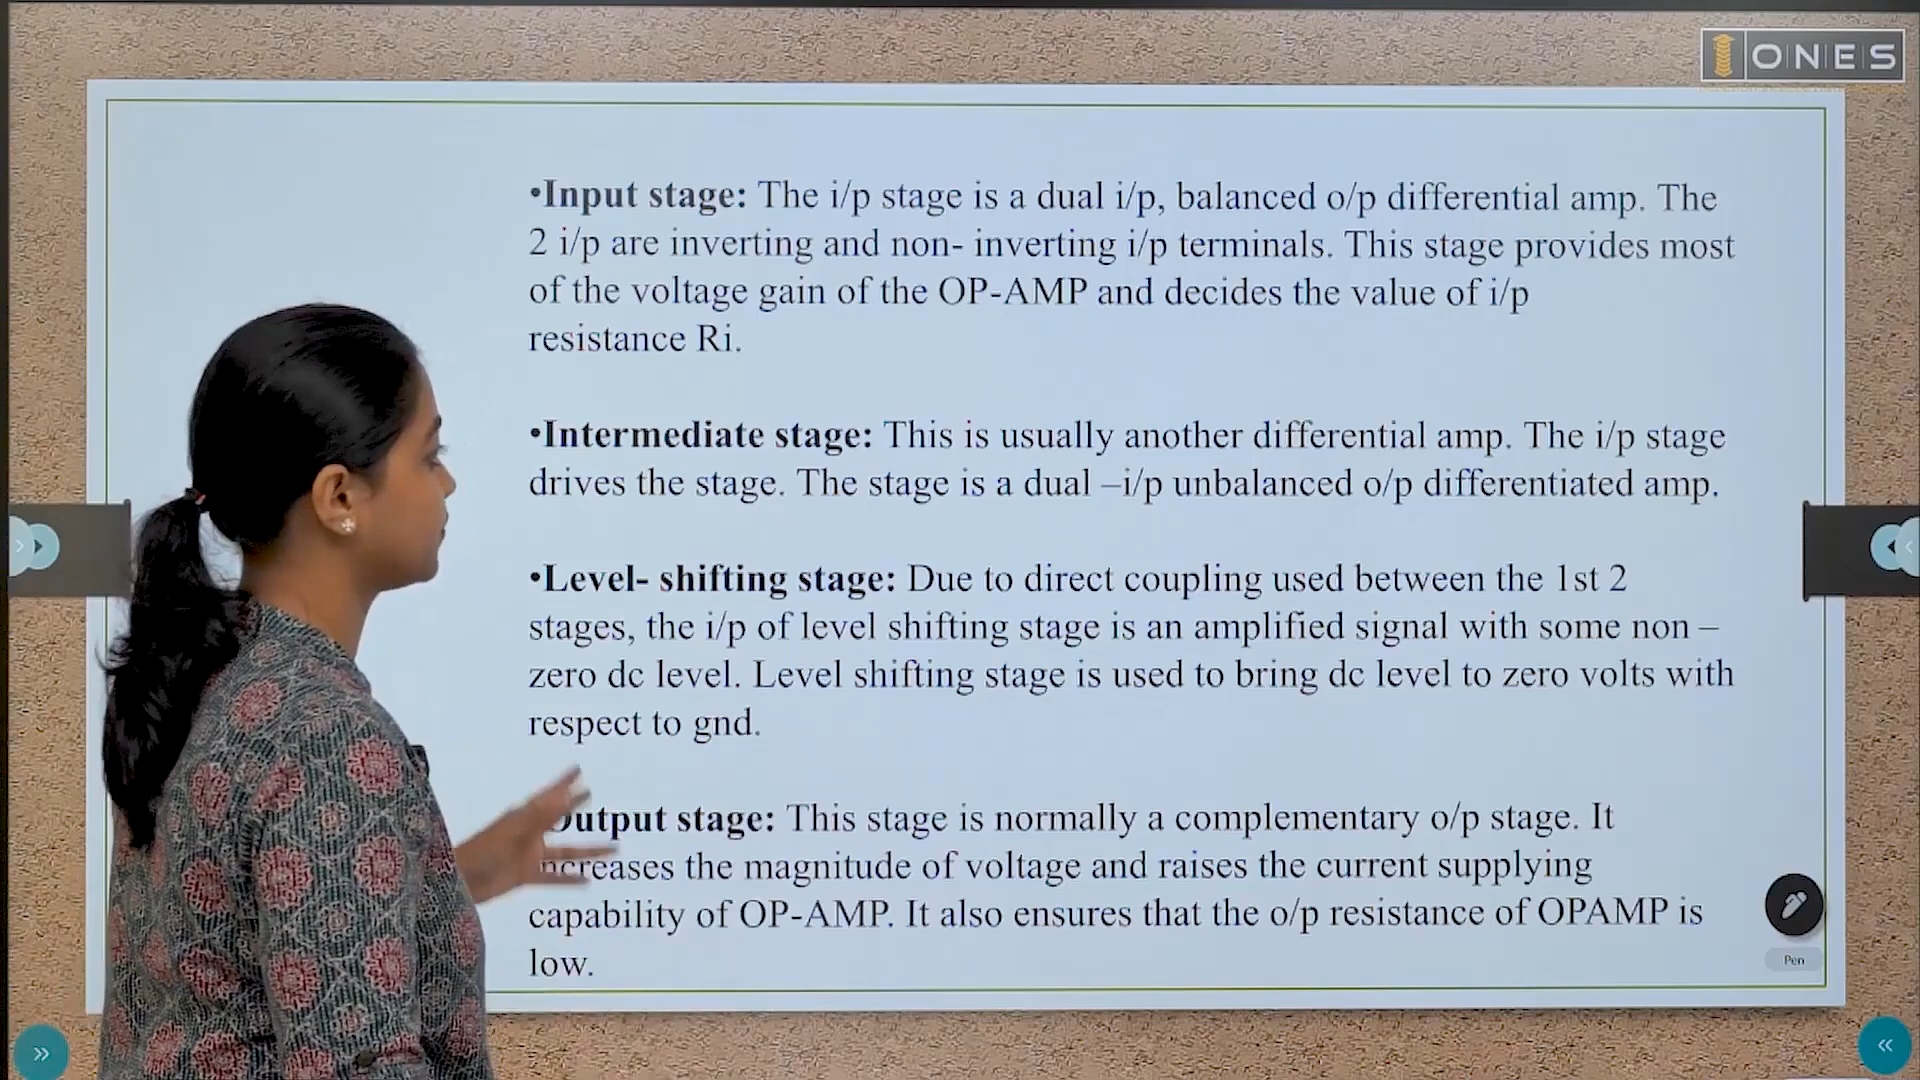 IONES
•Input stage: The i/p stage is a dual i/p, balanced o/p differential amp. The
2 i/p are inverting and non- inverting i/p terminals. This stage provides most
of the voltage gain of the OP-AMP and decides the value of i/p
resistance Ri.
•Intermediate stage: This is usually another differential amp. The i/p stage
drives the stage. The stage is a dual –i/p unbalanced o/p differentiated amp.
•Level- shifting stage: Due to direct coupling used between the 1st 2
stages, the i/p of level shifting stage is an amplified signal with some non –
zero dc level. Level shifting stage is used to bring dc level to zero volts with
respect to gnd.
Output stage: This stage is normally a complementary o/p stage. It
increases the magnitude of voltage and raises the current supplying
capability of OP-AMP. It also ensures that the o/p resistance of OPAMP is
low.
Pen